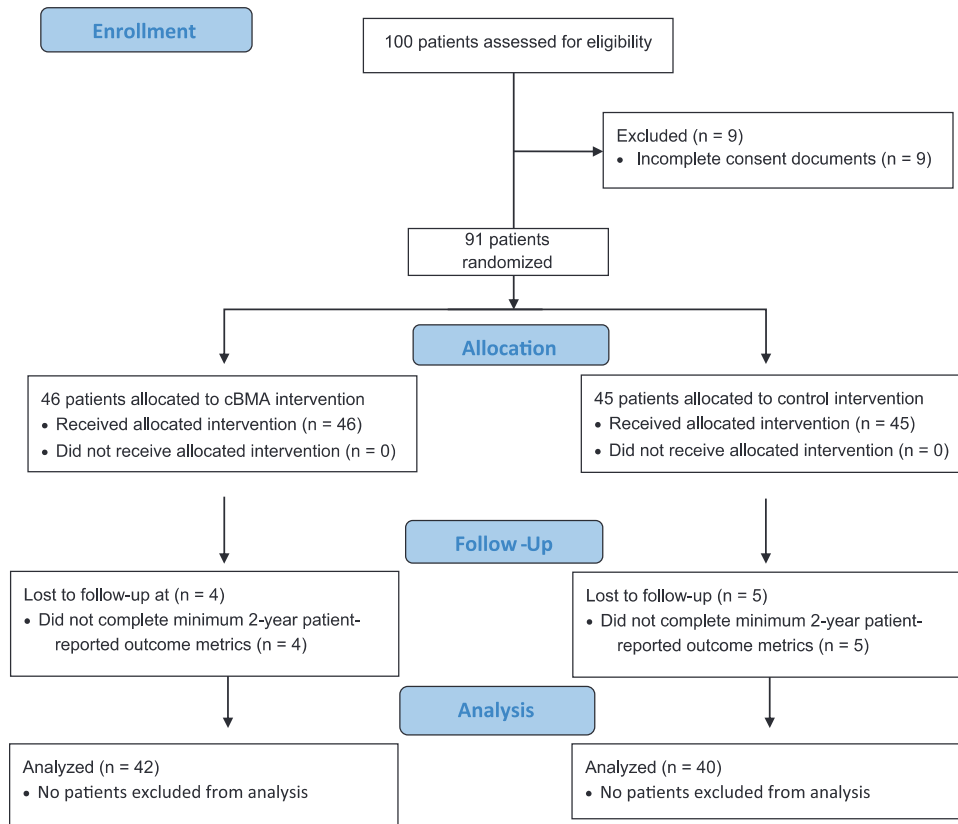 Enrollment
100 patients assessed for eligibility
Excluded (n = 9)
• Incomplete consent documents (n = 9)
91 patients
randomized
Allocation
46 patients allocated to cBMA intervention
• Received allocated intervention (n = 46)
• Did not receive allocated intervention (n = 0)
45 patients allocated to control intervention
• Received allocated intervention (n = 45)
• Did not receive allocated intervention (n = 0)
Follow-Up
Lost to follow-up at (n = 4)
• Did not complete minimum 2-year patient-
reported outcome metrics (n = 4)
Lost to follow-up (n = 5)
• Did not complete minimum 2-year patient-
reported outcome metrics (n = 5)
Analysis
Analyzed (n = 42)
• No patients excluded from analysis
Analyzed (n = 40)
• No patients excluded from analysis